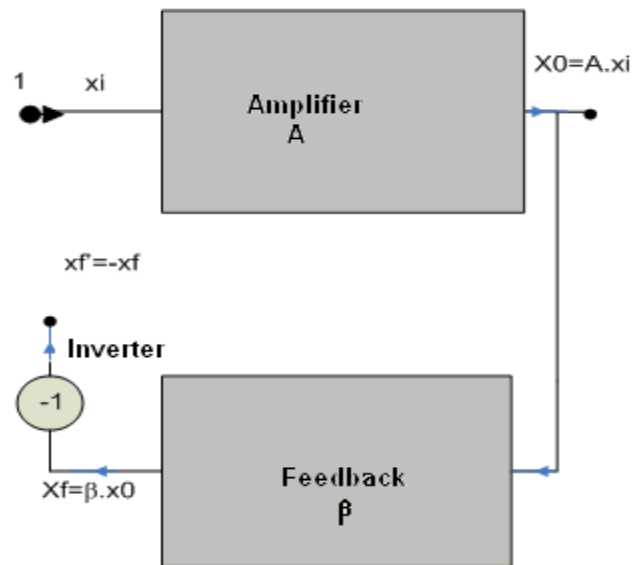 X0=A.xi
1
xi
Amplifier
A
xf'=-xf
Inverter
-1
Xf=β.x0
Feedback
β